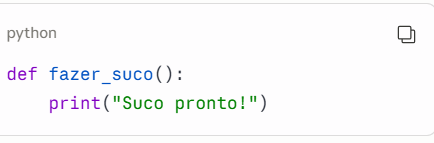 python
def fazer_suco():
    print("Suco pronto!")